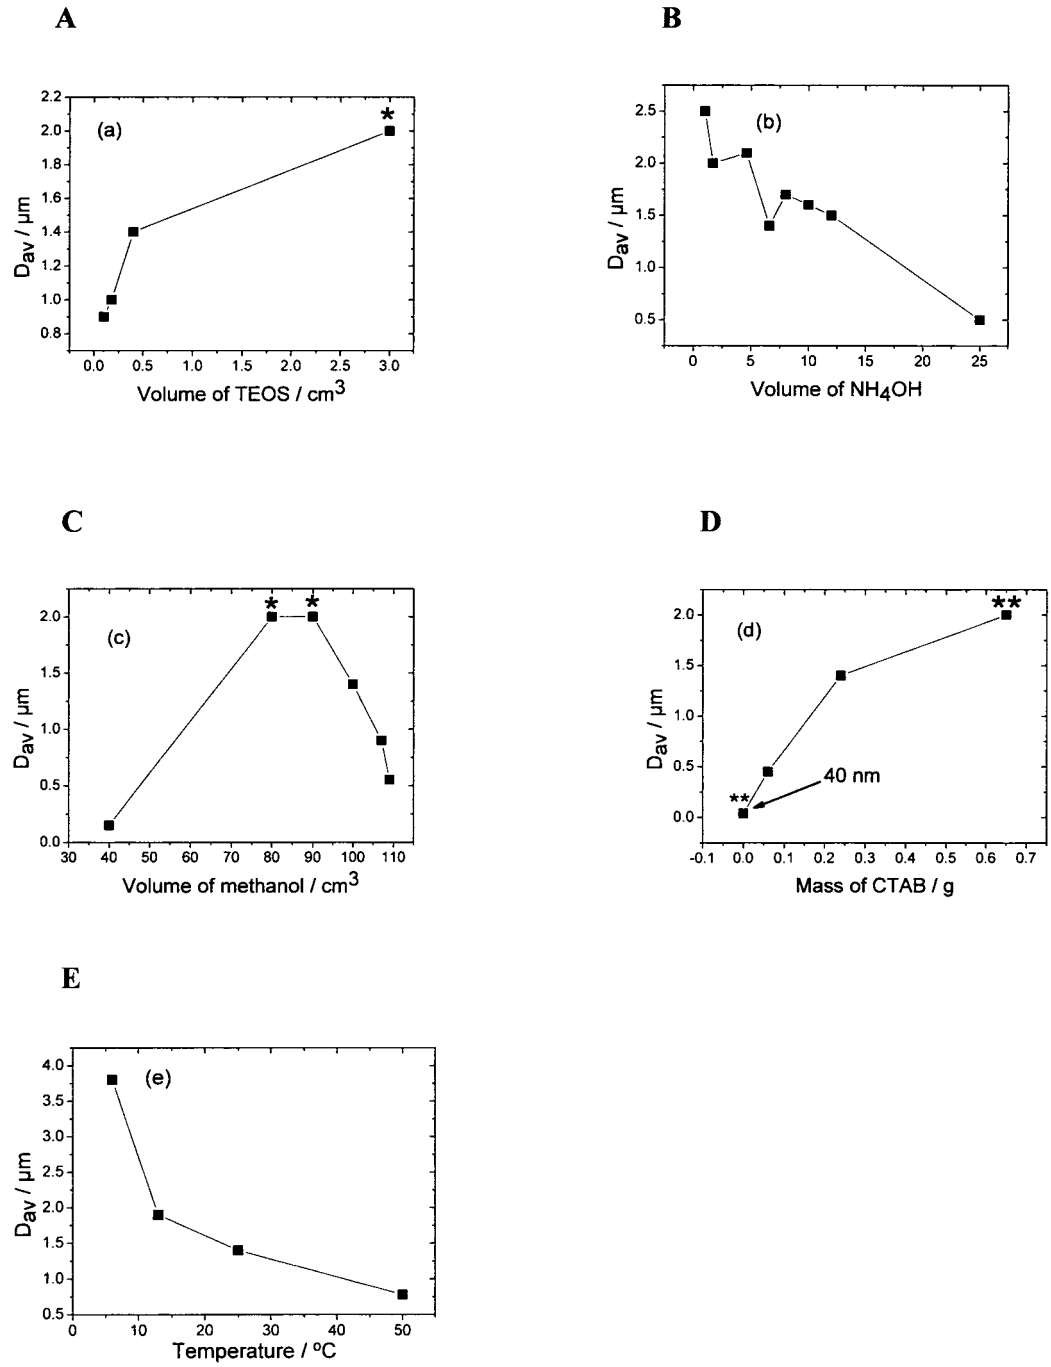 A
B
2.2
2.0
1.8
1.6
1.4
1.2
1.0
0.8
Dav / μm
(a)
*
0.0 0.5 1.0 1.5 2.0 2.5 3.0
Volume of TEOS / cm3
2.5
2.0
1.5
1.0
0.5
Dav / μm
(b)
0 5 10 15 20 25
Volume of NH4OH
C
D
2.0
1.5
1.0
0.5
0.0
Dav / μm
(c)
* *
30 40 50 60 70 80 90 100 110
Volume of methanol / cm3
2.0
1.5
1.0
0.5
0.0
Dav / μm
(d)
**
**
40 nm
-0.1 0.0 0.1 0.2 0.3 0.4 0.5 0.6 0.7
Mass of CTAB / g
E
4.0
3.5
3.0
2.5
2.0
1.5
1.0
0.5
Dav / μm
(e)
0 10 20 30 40 50
Temperature / ºC